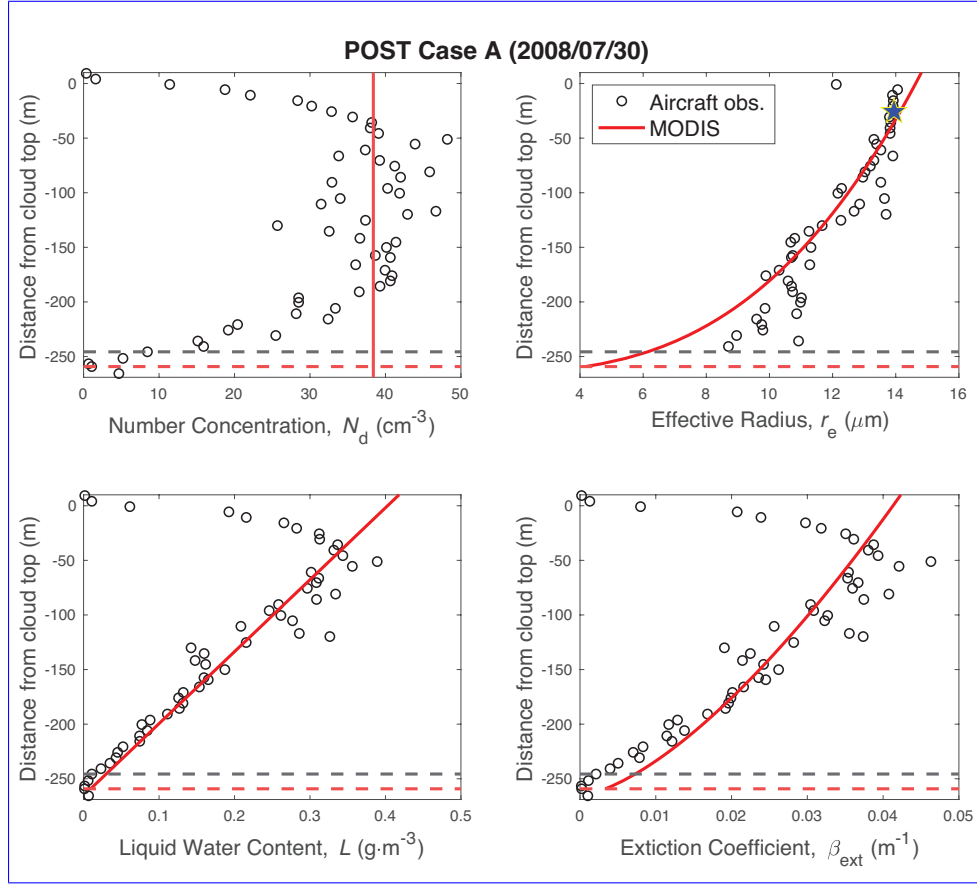 POST Case A (2008/07/30)
0
-50
-100
-150
-200
-250
Distance from cloud top (m)
0 10 20 30 40 50
Number Concentration, N_d (cm^-3)
Aircraft obs.
MODIS
0
-50
-100
-150
-200
-250
Distance from cloud top (m)
4 6 8 10 12 14 16
Effective Radius, r_e (μm)
0
-50
-100
-150
-200
-250
Distance from cloud top (m)
0 0.1 0.2 0.3 0.4 0.5
Liquid Water Content, L (g·m^-3)
0
-50
-100
-150
-200
-250
Distance from cloud top (m)
0 0.01 0.02 0.03 0.04 0.05
Extiction Coefficient, β_ext (m^-1)